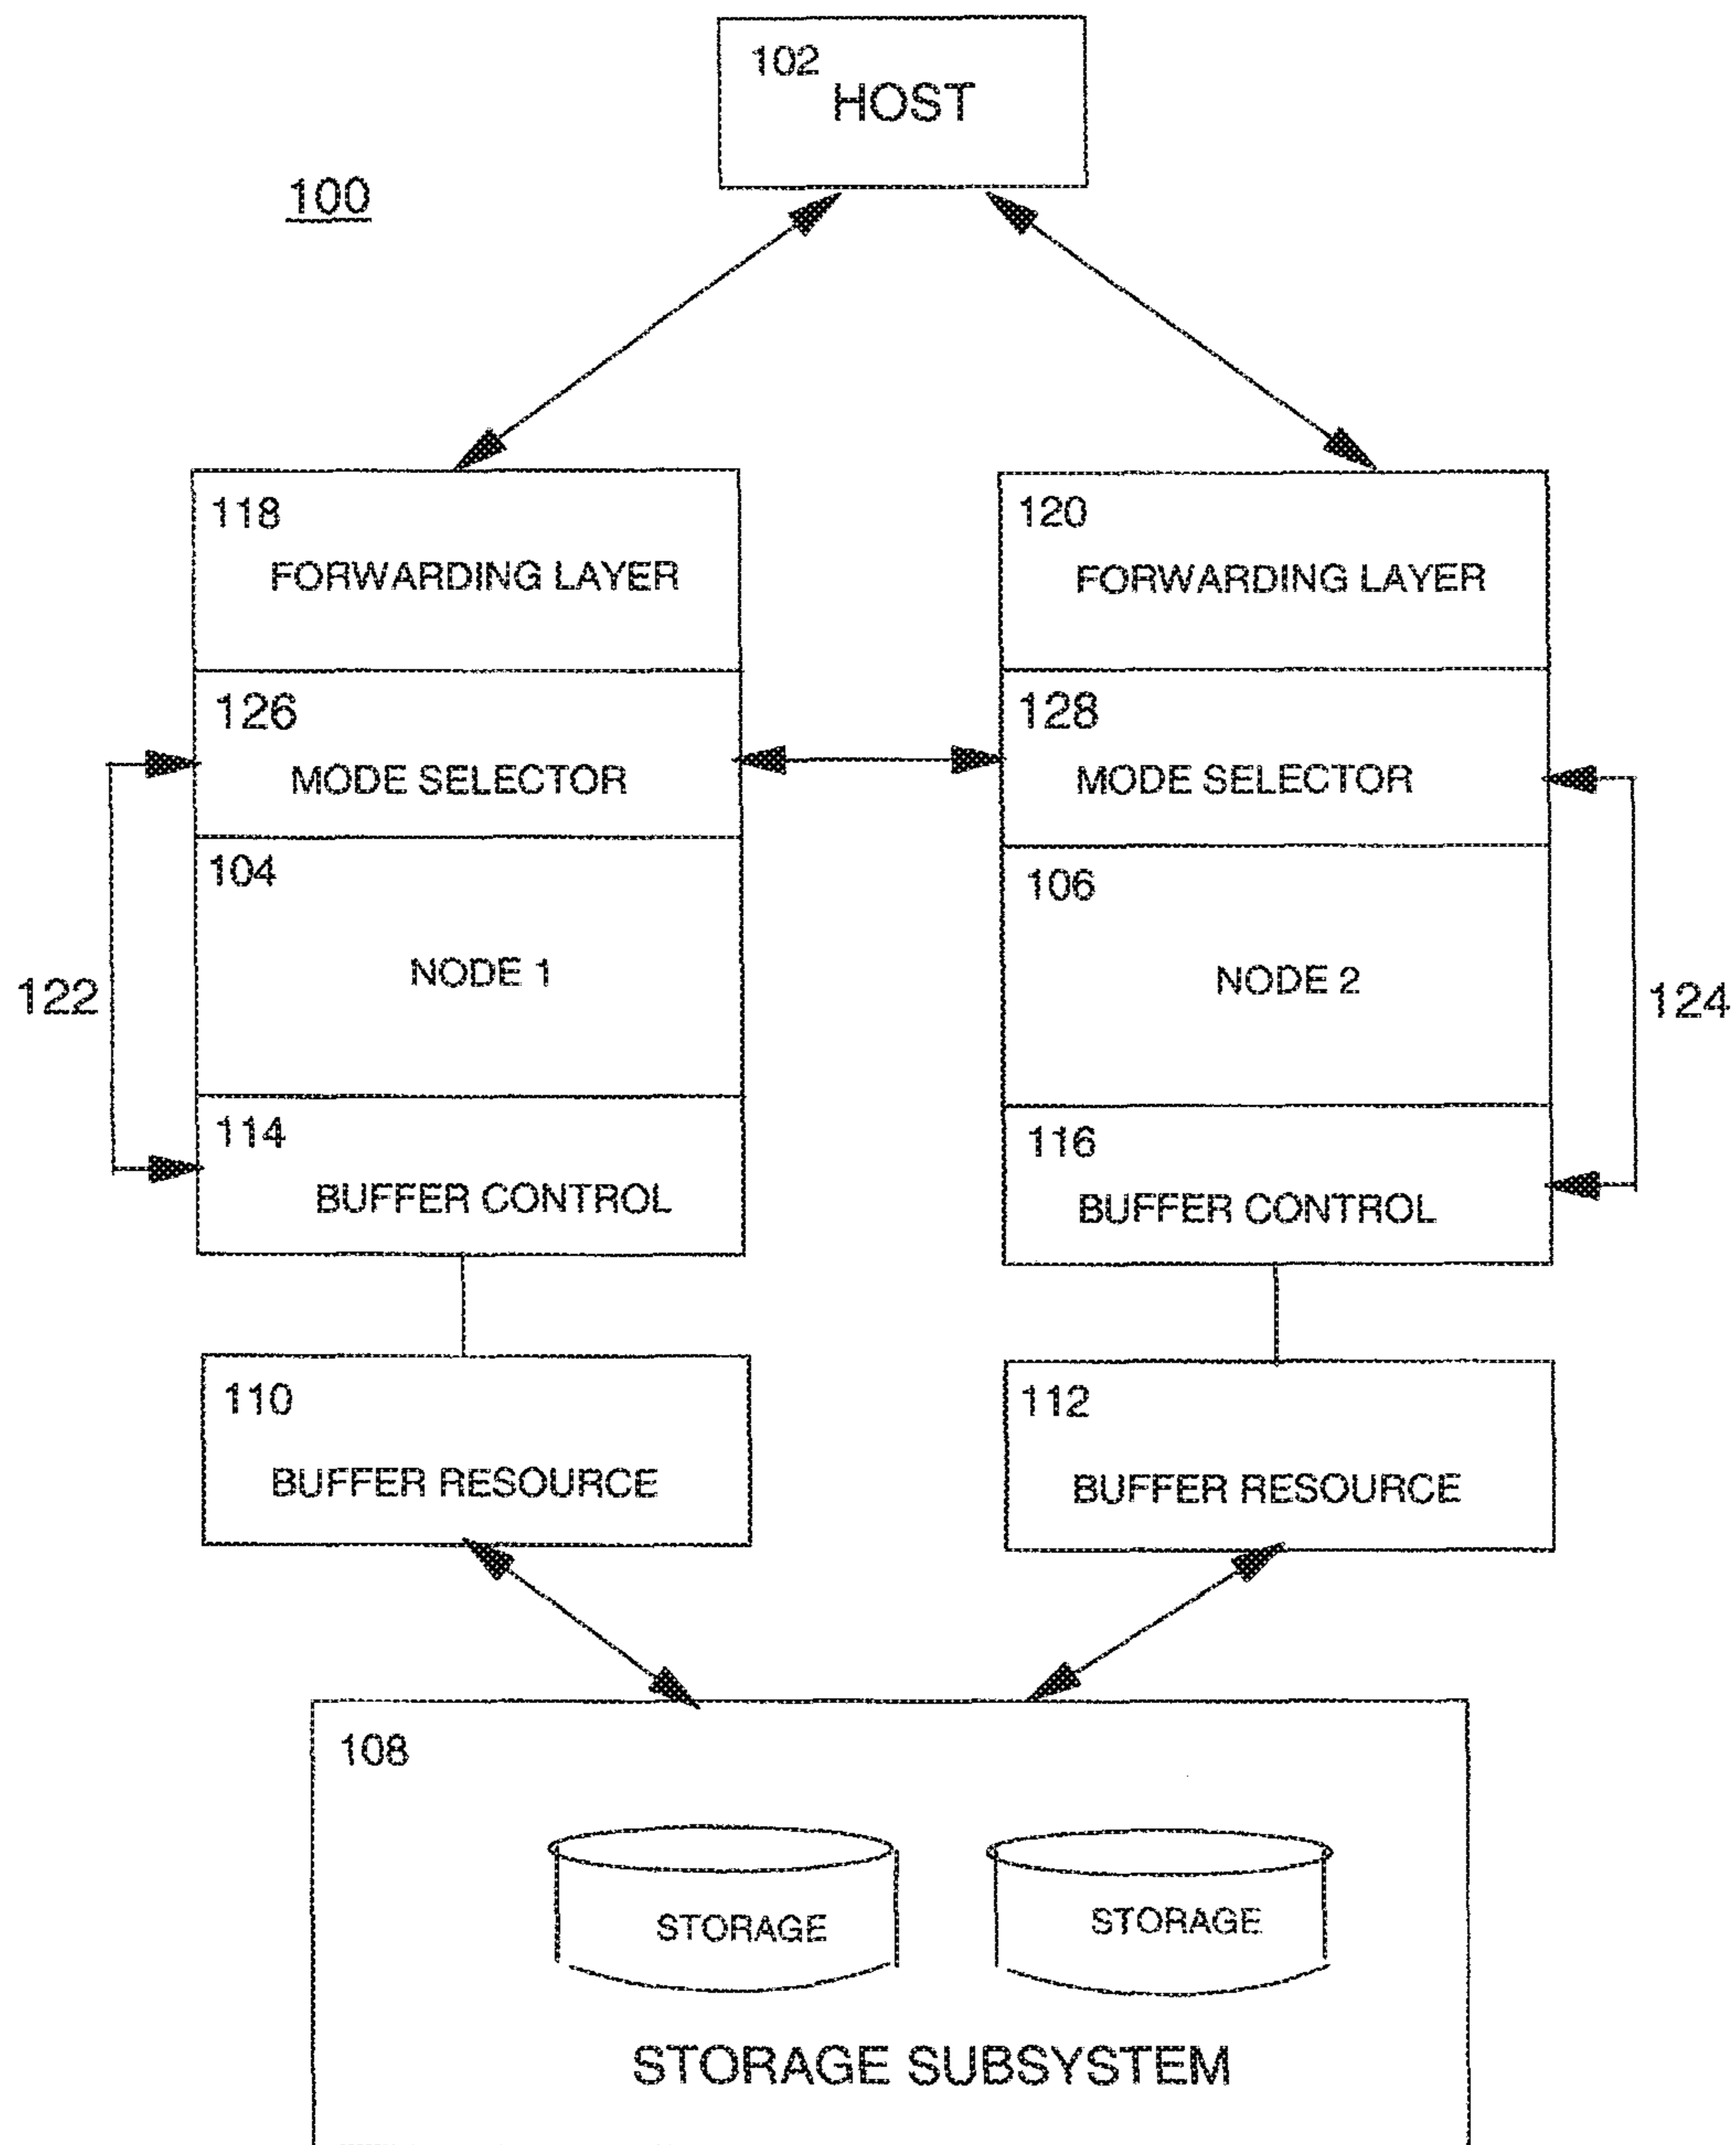 102
HOST
100
118
FORWARDING LAYER
120
FORWARDING LAYER
126
MODE SELECTOR
128
MODE SELECTOR
104
NODE 1
106
NODE 2
122
124
114
BUFFER CONTROL
116
BUFFER CONTROL
110
BUFFER RESOURCE
112
BUFFER RESOURCE
108
STORAGE
STORAGE
STORAGE SUBSYSTEM